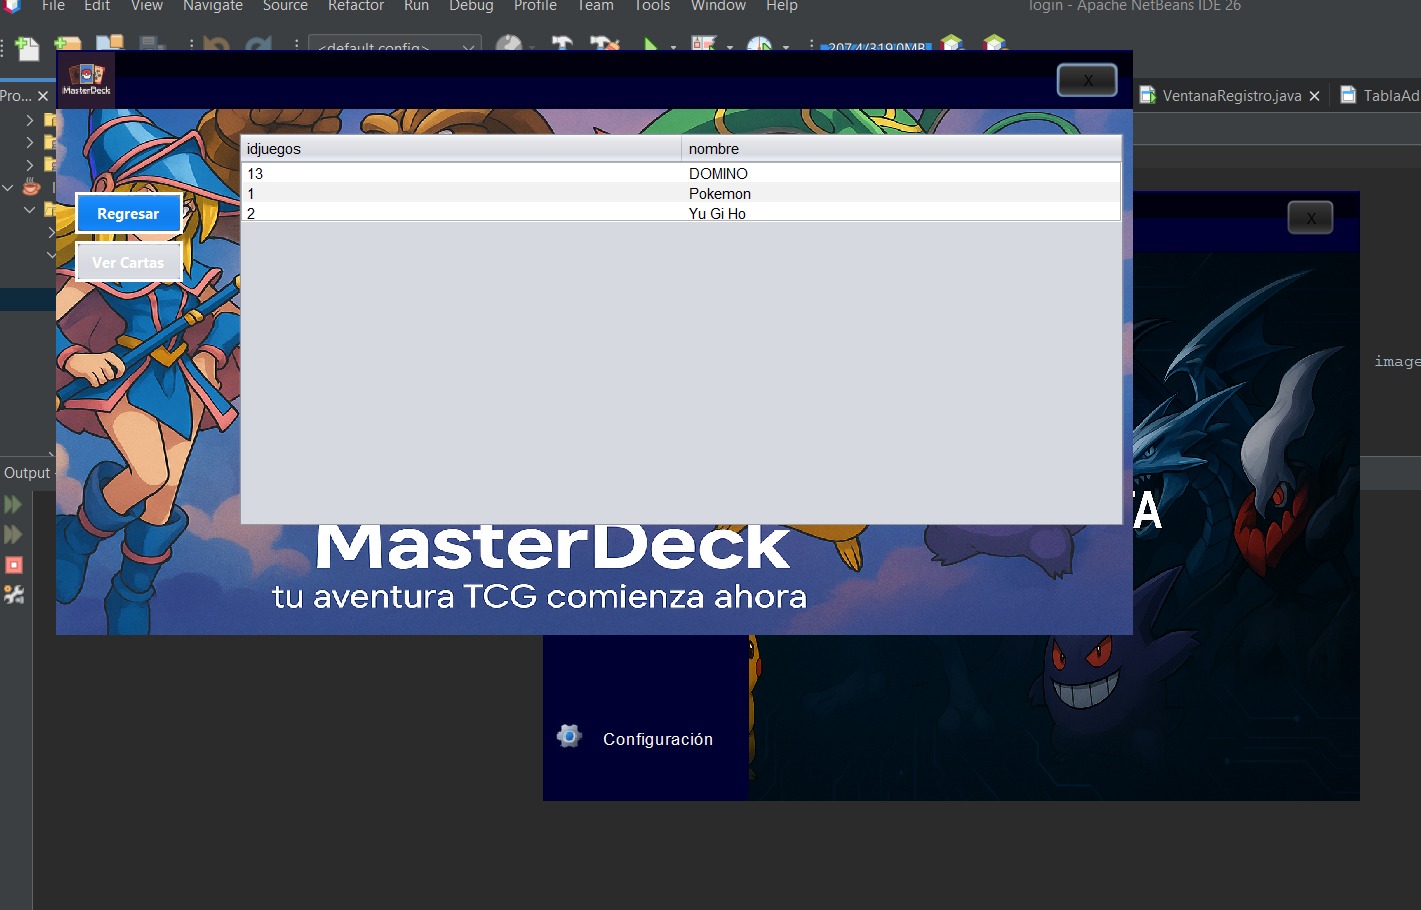 File Edit View Navigate Source Refactor Run Debug Profile Team Tools Window Help
login - Apache NetBeans IDE 26
<default config>
207.4/319.0MB
MasterDeck
X
Pro...
VentanaRegistro.java
TablaAd
idjuegos nombre
13 DOMINO
1 Pokemon
2 Yu Gi Ho
Regresar
Ver Cartas
X
image
Output
TA
MasterDeck
tu aventura TCG comienza ahora
Configuración